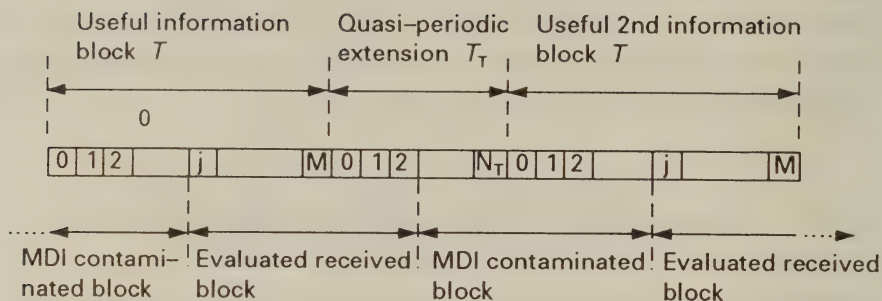 Useful information block T
Quasi–periodic extension T_T
Useful 2nd information block T
0
0 1 2 j M 0 1 2 N_T 0 1 2 j M
MDI contami– nated block
Evaluated received block
MDI contaminated block
Evaluated received block